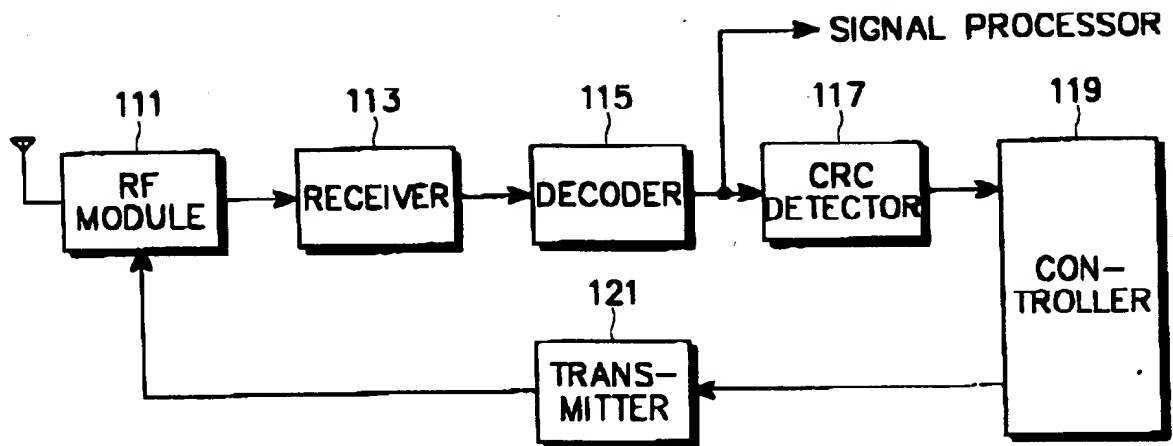 SIGNAL PROCESSOR
111
113
115
117
119
RF
MODULE
RECEIVER
DECODER
CRC
DETECTOR
CON-
TROLLER
121
TRANS-
MITTER